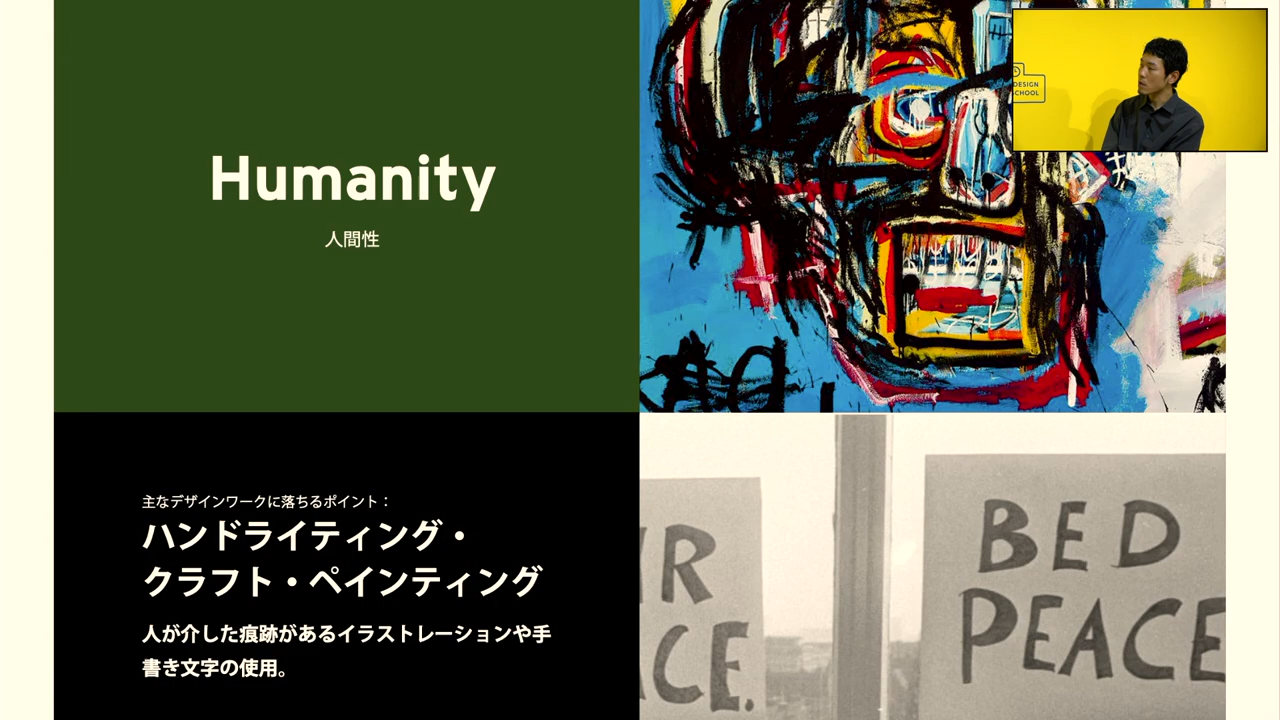 Humanity
人間性
DESIGN
SCHOOL
主なデザインワークに落ちるポイント：
ハンドライティング・
クラフト・ペインティング
人が介した痕跡があるイラストレーションや手
書き文字の使用。
BED
PEACE